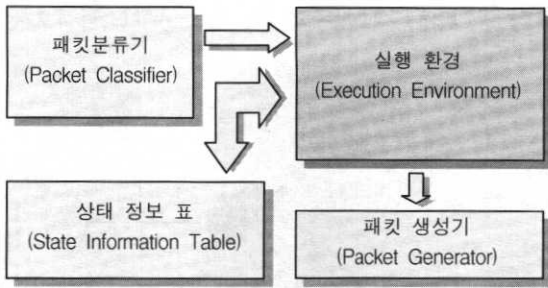 패킷분류기
(Packet Classifier)
실행 환경
(Execution Environment)
상태 정보 표
(State Information Table)
패킷 생성기
(Packet Generator)